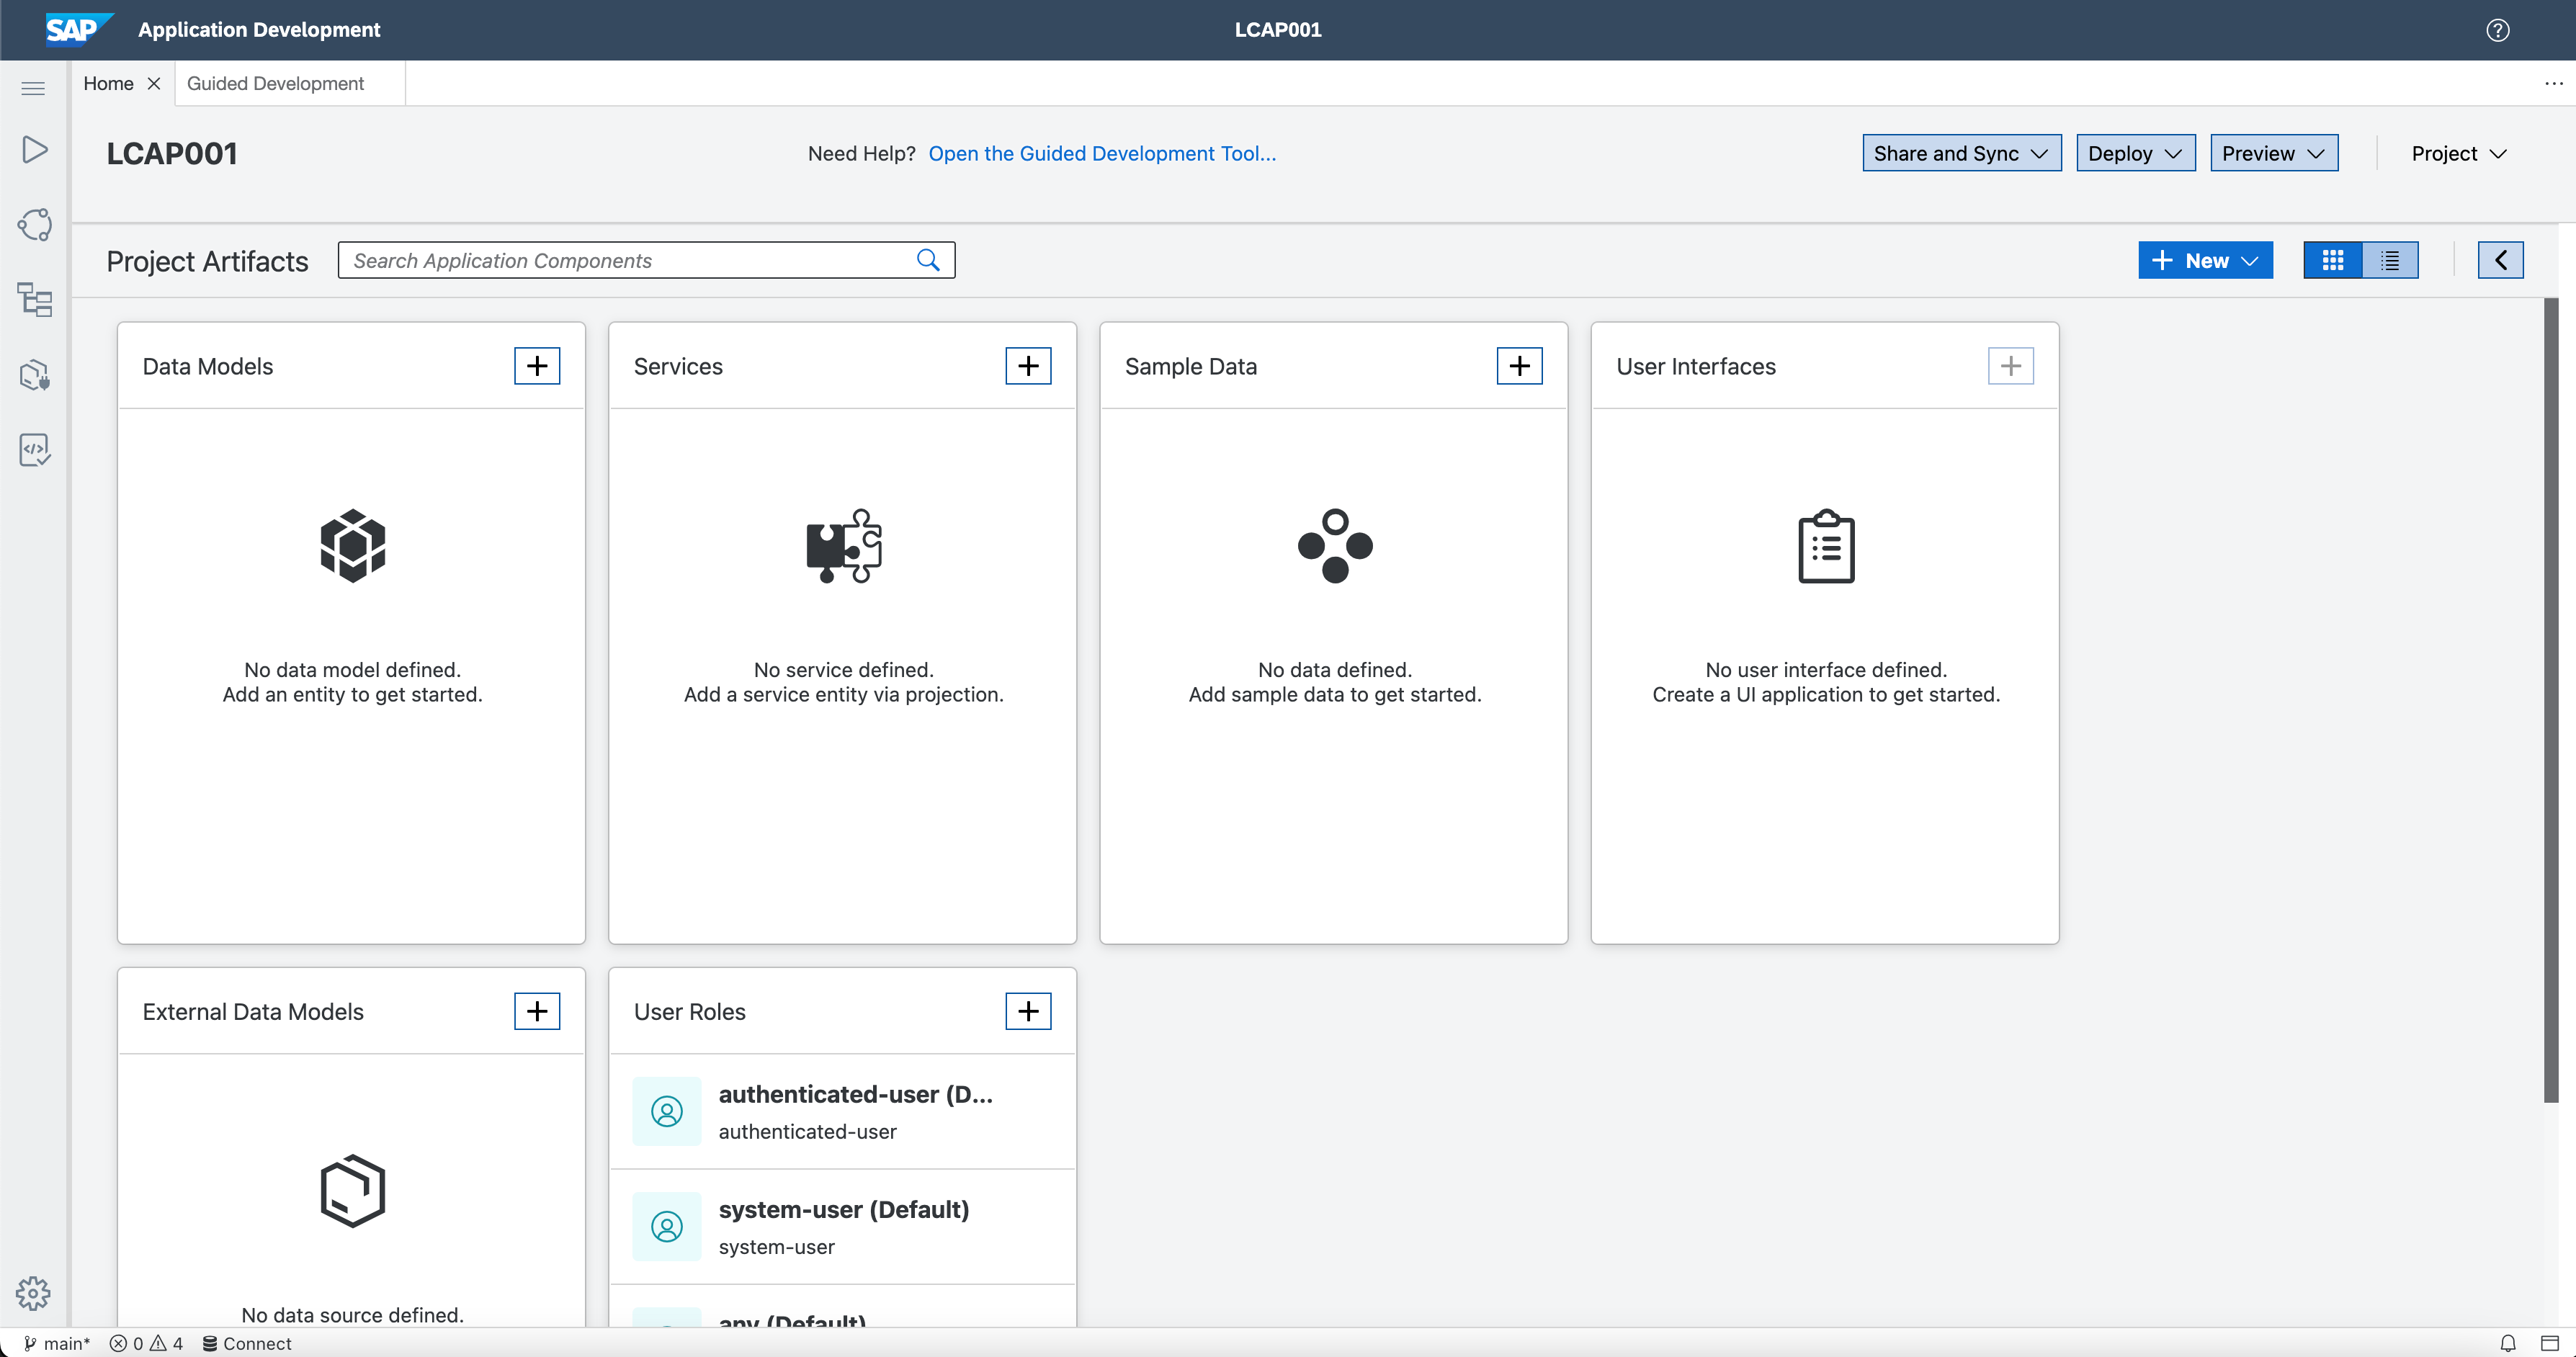 SAP Application Development
LCAP001
Home
Guided Development
LCAP001
Need Help? Open the Guided Development Tool...
Share and Sync
Deploy
Preview
Project
Project Artifacts
Search Application Components
New
Data Models
No data model defined.
Add an entity to get started.
Services
No service defined.
Add a service entity via projection.
Sample Data
No data defined.
Add sample data to get started.
User Interfaces
No user interface defined.
Create a UI application to get started.
External Data Models
No data source defined.
User Roles
authenticated-user (D...
authenticated-user
system-user (Default)
system-user
any (Default)
main* 0 4 Connect